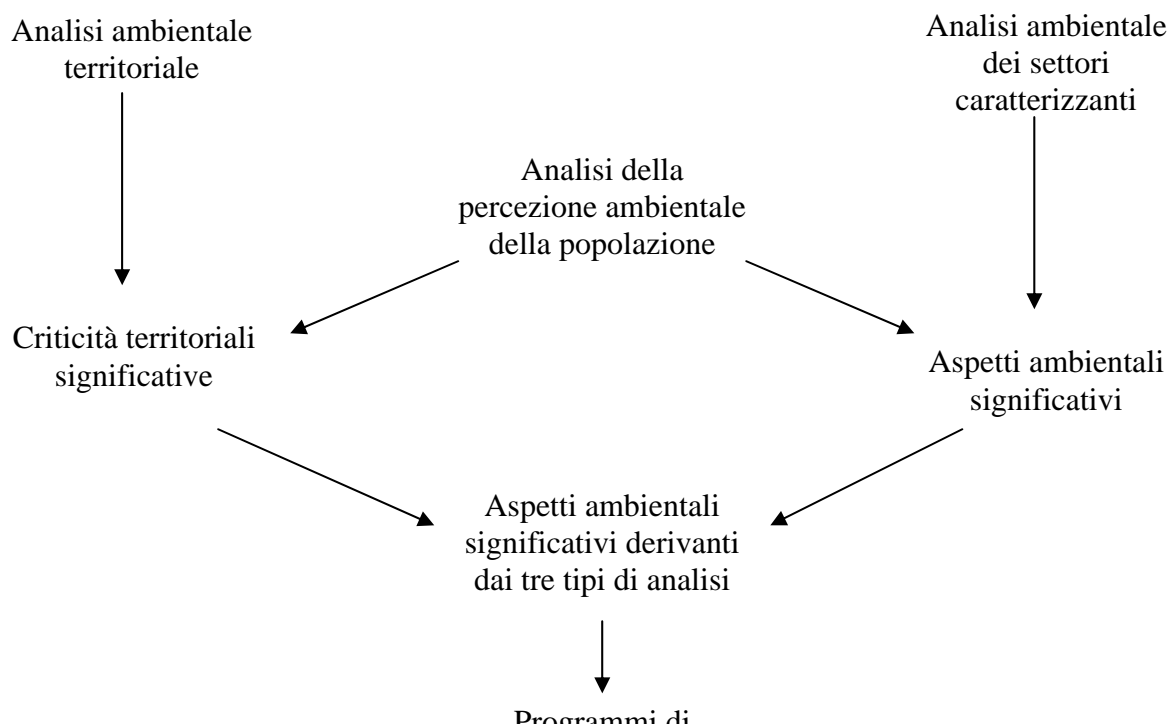 Analisi ambientale
territoriale
Analisi ambientale
dei settori
caratterizzanti
Analisi della
percezione ambientale
della popolazione
Criticità territoriali
significative
Aspetti ambientali
significativi
Aspetti ambientali
significativi derivanti
dai tre tipi di analisi
Programmi di